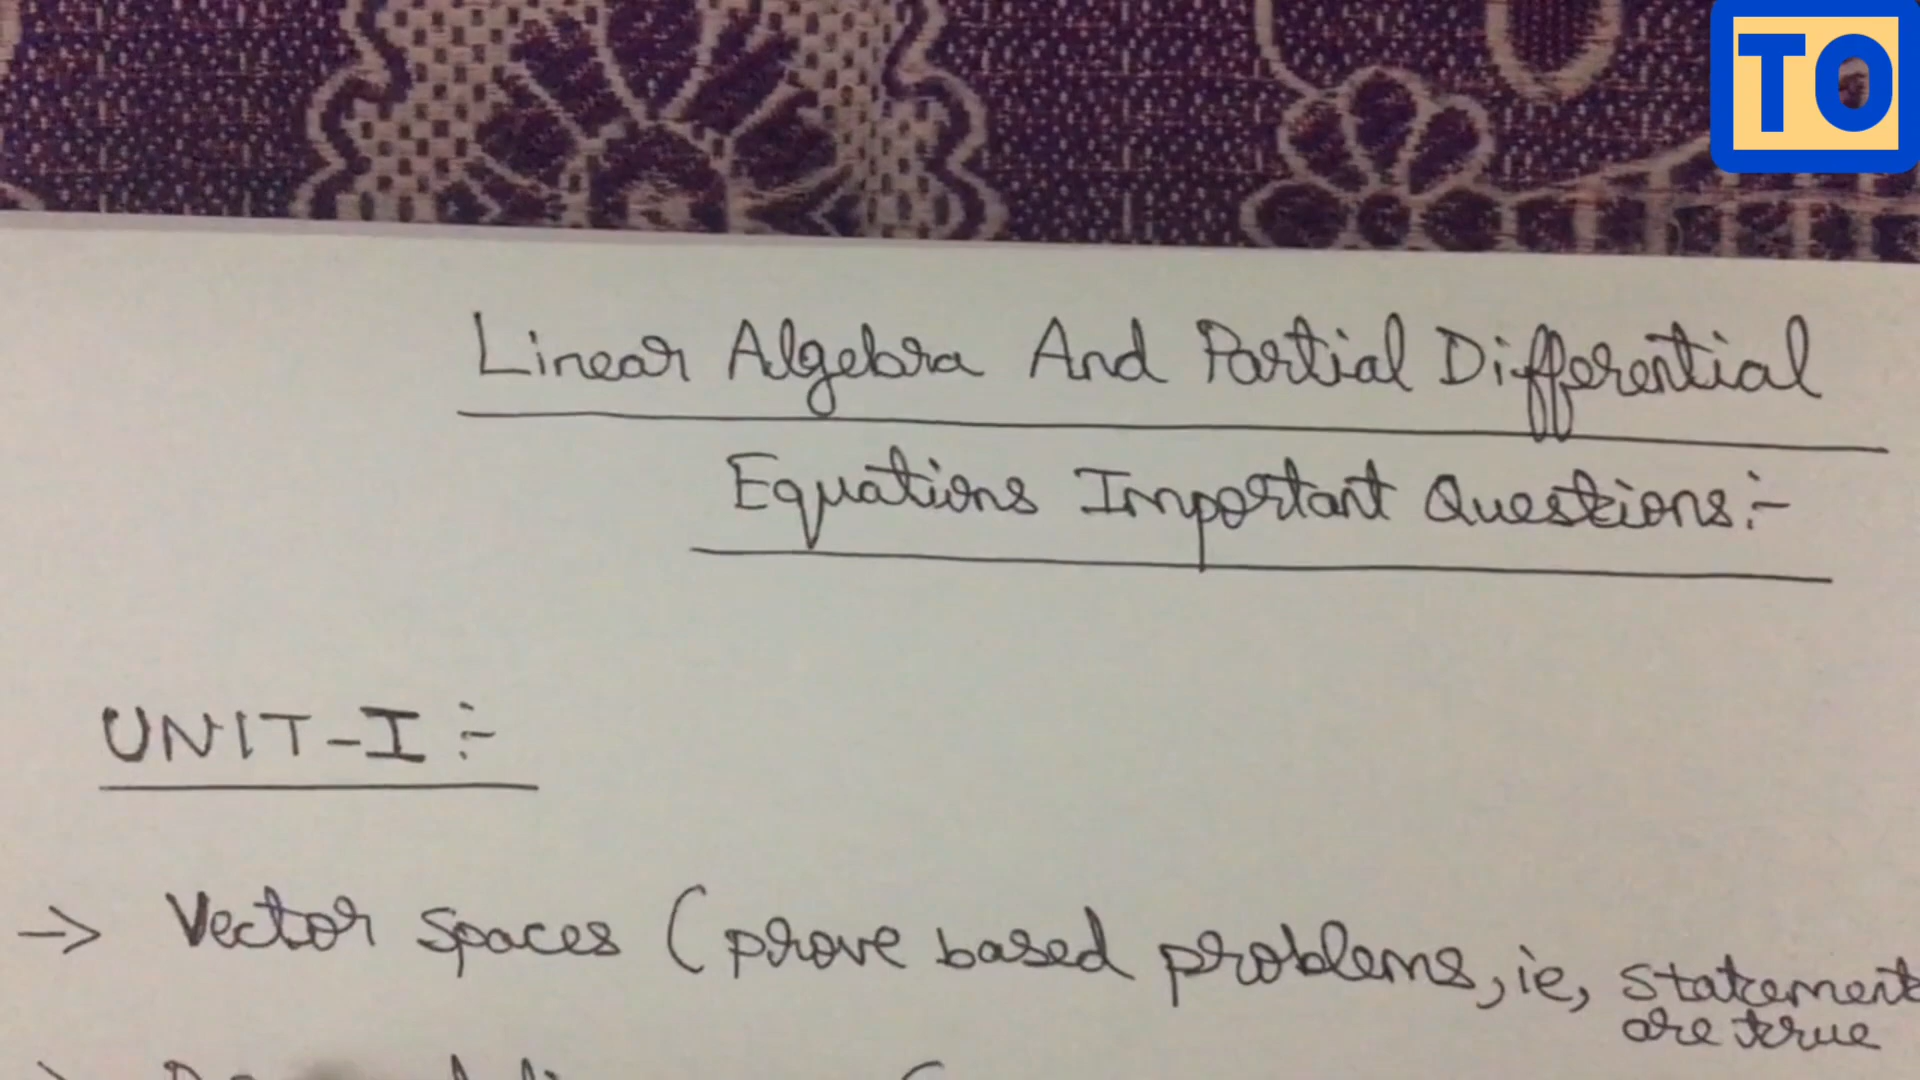 TO
Linear Algebra And Partial Differential
Equations Important Questions:-
UNIT-I :-
→ Vector spaces (prove based problems, ie, statement
are true